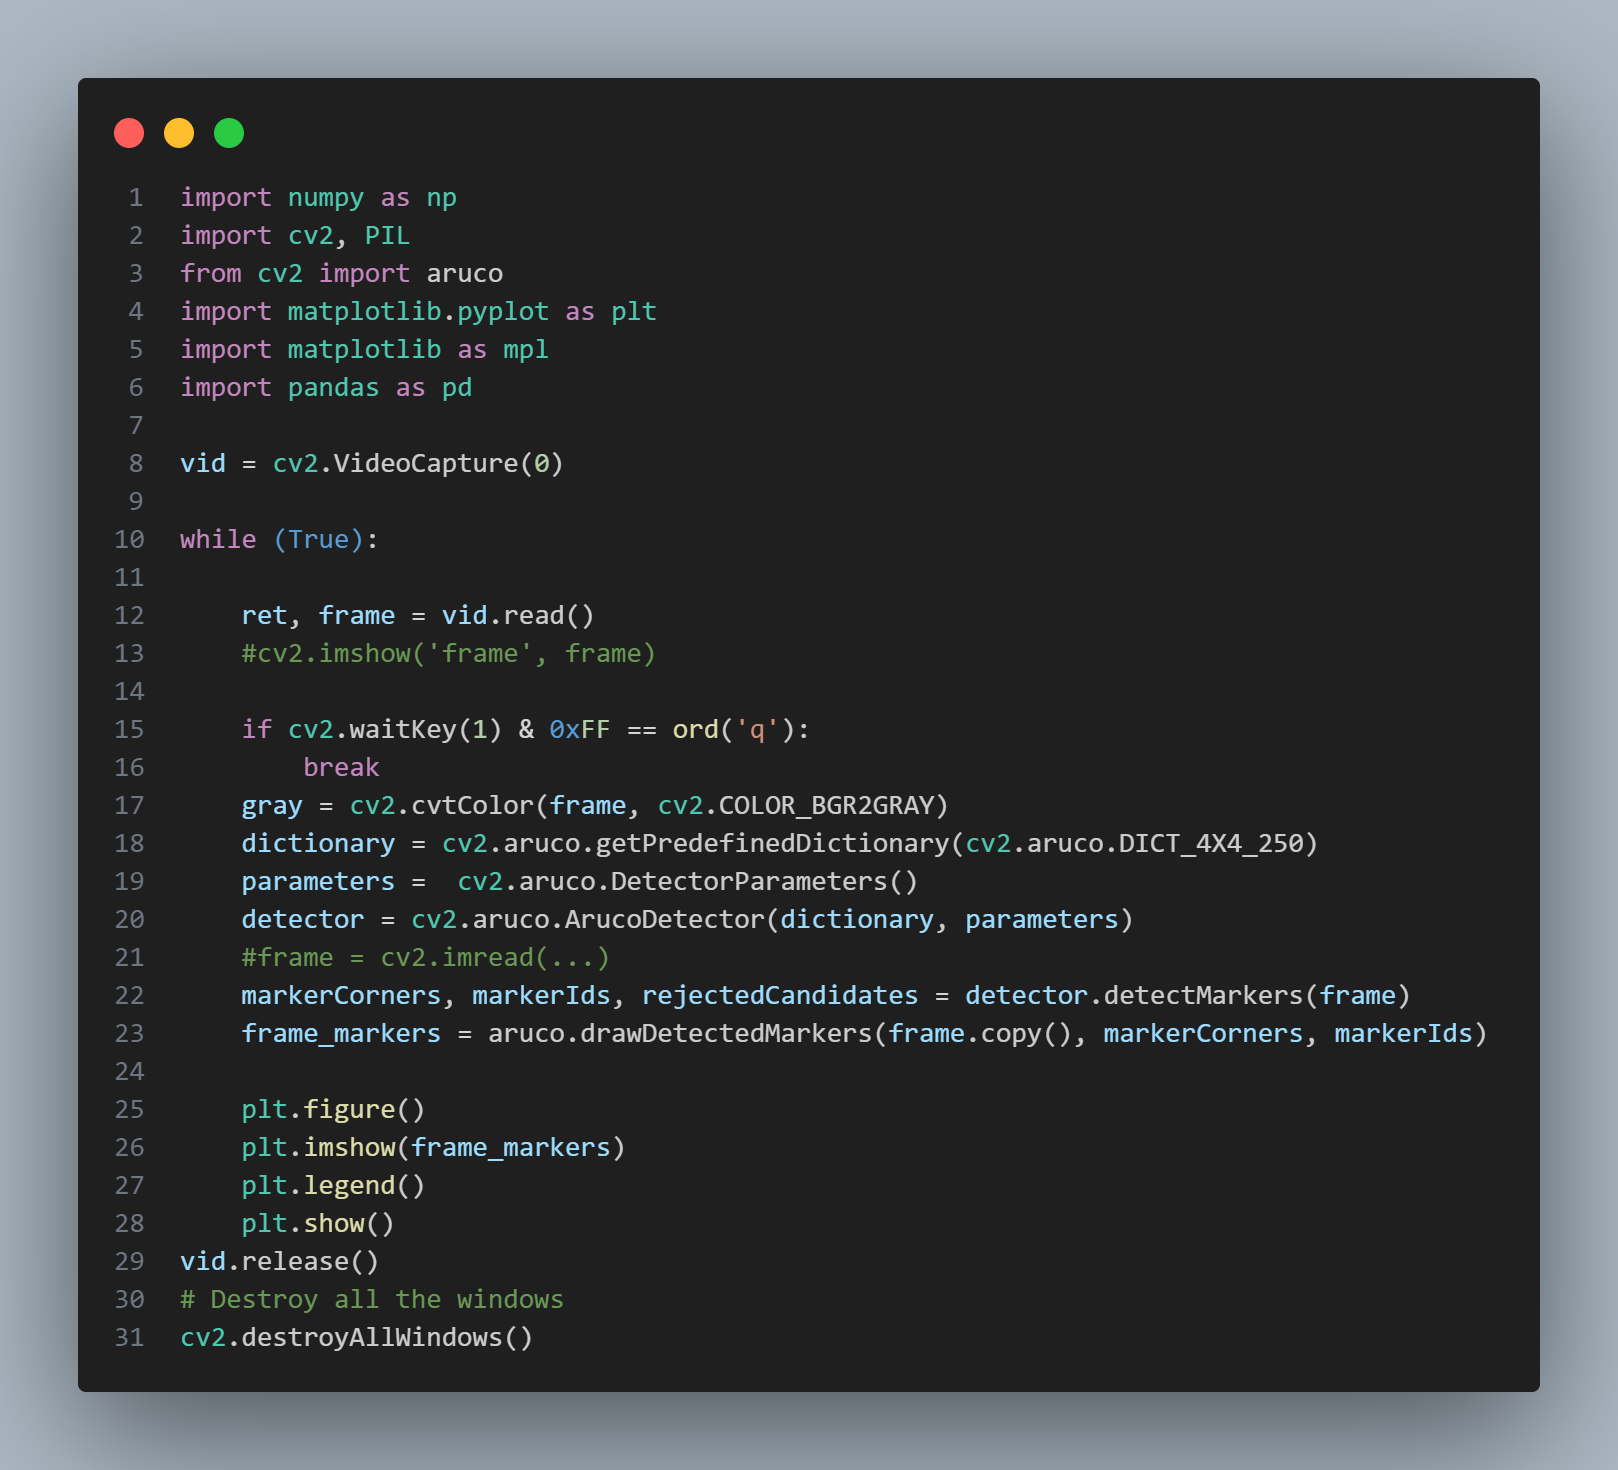 1 import numpy as np
2 import cv2, PIL
3 from cv2 import aruco
4 import matplotlib.pyplot as plt
5 import matplotlib as mpl
6 import pandas as pd
7
8 vid = cv2.VideoCapture(0)
9
10 while (True):
11
12     ret, frame = vid.read()
13     #cv2.imshow('frame', frame)
14
15     if cv2.waitKey(1) & 0xFF == ord('q'):
16         break
17     gray = cv2.cvtColor(frame, cv2.COLOR_BGR2GRAY)
18     dictionary = cv2.aruco.getPredefinedDictionary(cv2.aruco.DICT_4X4_250)
19     parameters =  cv2.aruco.DetectorParameters()
20     detector = cv2.aruco.ArucoDetector(dictionary, parameters)
21     #frame = cv2.imread(...)
22     markerCorners, markerIds, rejectedCandidates = detector.detectMarkers(frame)
23     frame_markers = aruco.drawDetectedMarkers(frame.copy(), markerCorners, markerIds)
24
25     plt.figure()
26     plt.imshow(frame_markers)
27     plt.legend()
28     plt.show()
29 vid.release()
30 # Destroy all the windows
31 cv2.destroyAllWindows()